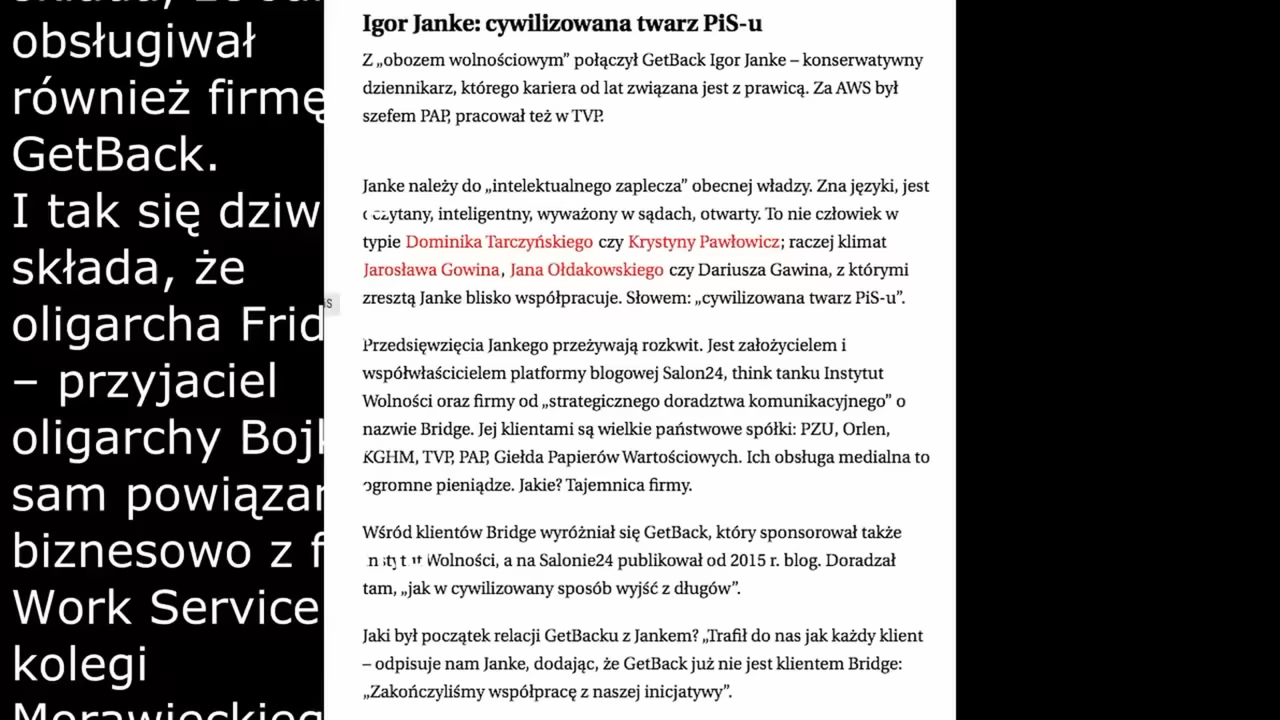 obsługiwał
również firmę
GetBack.
I tak się dziw
składa, że
oligarcha Frid
– przyjaciel
oligarchy Bojk
sam powiązan
biznesowo z f
Work Service
kolegi
Morawieckieg
Igor Janke: cywilizowana twarz PiS-u
Z „obozem wolnościowym” połączył GetBack Igor Janke – konserwatywny
dziennikarz, którego kariera od lat związana jest z prawicą. Za AWS był
szefem PAP, pracował też w TVP.
Janke należy do „intelektualnego zaplecza” obecnej władzy. Zna języki, jest
oczytany, inteligentny, wyważony w sądach, otwarty. To nie człowiek w
typie Dominika Tarczyńskiego czy Krystyny Pawłowicz; raczej klimat
Jarosława Gowina, Jana Ołdakowskiego czy Dariusza Gawina, z którymi
zresztą Janke blisko współpracuje. Słowem: „cywilizowana twarz PiS-u”.
Przedsięwzięcia Jankego przeżywają rozkwit. Jest założycielem i
współwłaścicielem platformy blogowej Salon24, think tanku Instytut
Wolności oraz firmy od „strategicznego doradztwa komunikacyjnego” o
nazwie Bridge. Jej klientami są wielkie państwowe spółki: PZU, Orlen,
KGHM, TVP, PAP, Giełda Papierów Wartościowych. Ich obsługa medialna to
ogromne pieniądze. Jakie? Tajemnica firmy.
Wśród klientów Bridge wyróżniał się GetBack, który sponsorował także
Instytut Wolności, a na Salonie24 publikował od 2015 r. blog. Doradzał
tam, „jak w cywilizowany sposób wyjść z długów”.
Jaki był początek relacji GetBacku z Jankem? „Trafił do nas jak każdy klient
– odpisuje nam Janke, dodając, że GetBack już nie jest klientem Bridge:
„Zakończyliśmy współpracę z naszej inicjatywy”.